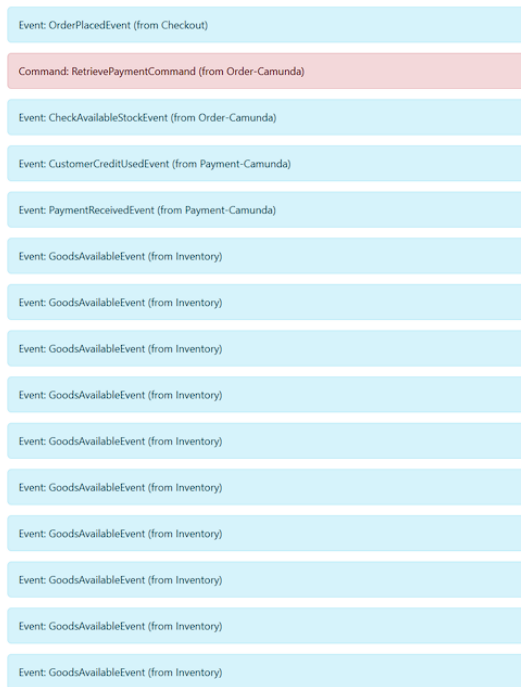 Event: OrderPlacedEvent (from Checkout)
Command: RetrievePaymentCommand (from Order-Camunda)
Event: CheckAvailableStockEvent (from Order-Camunda)
Event: CustomerCreditUsedEvent (from Payment-Camunda)
Event: PaymentReceivedEvent (from Payment-Camunda)
Event: GoodsAvailableEvent (from Inventory)
Event: GoodsAvailableEvent (from Inventory)
Event: GoodsAvailableEvent (from Inventory)
Event: GoodsAvailableEvent (from Inventory)
Event: GoodsAvailableEvent (from Inventory)
Event: GoodsAvailableEvent (from Inventory)
Event: GoodsAvailableEvent (from Inventory)
Event: GoodsAvailableEvent (from Inventory)
Event: GoodsAvailableEvent (from Inventory)
Event: GoodsAvailableEvent (from Inventory)